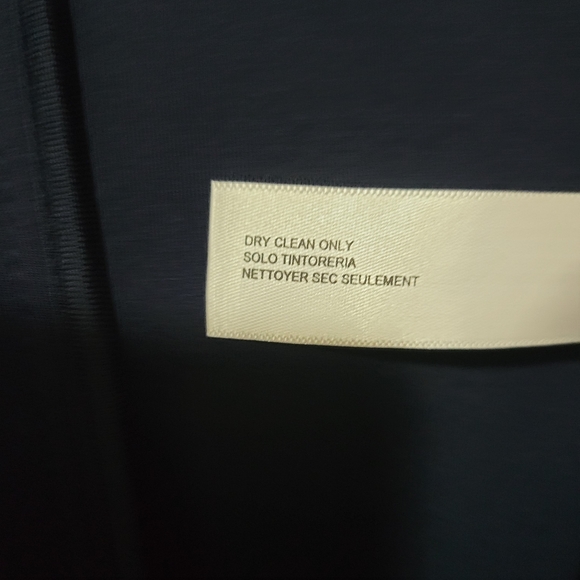 DRY CLEAN ONLY
SOLO TINTORERIA
NETTOYER SEC SEULEMENT